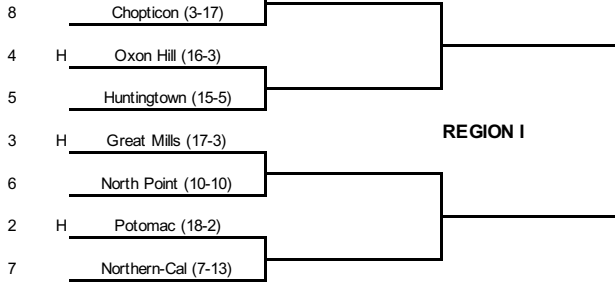 8 Chopticon (3-17)
4 H Oxon Hill (16-3)
5 Huntingtown (15-5)
REGION I
3 H Great Mills (17-3)
6 North Point (10-10)
2 H Potomac (18-2)
7 Northern-Cal (7-13)